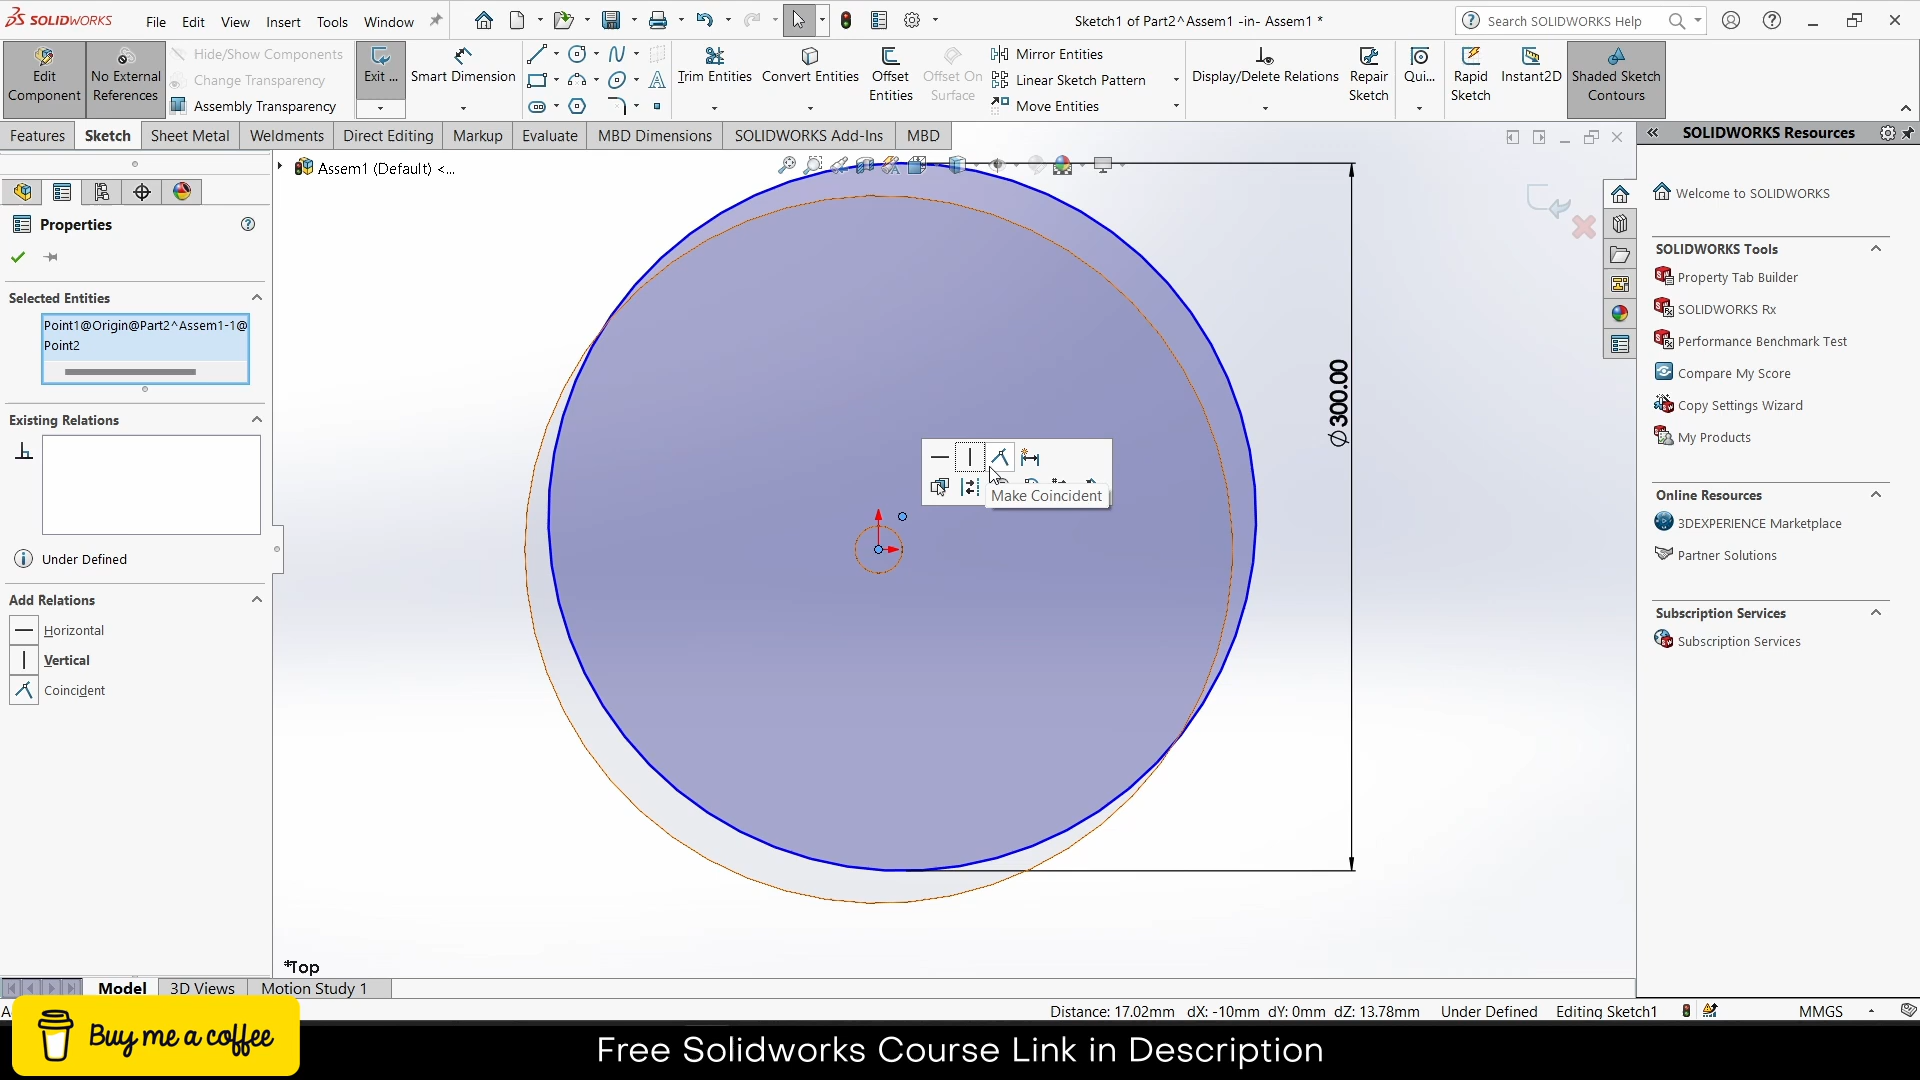 SOLIDWORKS File Edit View Insert Tools Window Sketch1 of Part2^Assem1 -in- Assem1 * Search SOLIDWORKS Help
Edit Component
No External References
Hide/Show Components
Change Transparency
Assembly Transparency
Exit ...
Smart Dimension
Trim Entities
Convert Entities
Offset Entities
Offset On Surface
Mirror Entities
Linear Sketch Pattern
Move Entities
Display/Delete Relations
Repair Sketch
Qui...
Rapid Sketch
Instant2D
Shaded Sketch Contours
Features Sketch Sheet Metal Weldments Direct Editing Markup Evaluate MBD Dimensions SOLIDWORKS Add-Ins MBD
Assem1 (Default) <...
Properties
Selected Entities
Point1@Origin@Part2^Assem1-1@
Point2
Existing Relations
Under Defined
Add Relations
Horizontal
Vertical
Coincident
Make Coincident
⌀300.00
*Top
SOLIDWORKS Resources
Welcome to SOLIDWORKS
SOLIDWORKS Tools
Property Tab Builder
SOLIDWORKS Rx
Performance Benchmark Test
Compare My Score
Copy Settings Wizard
My Products
Online Resources
3DEXPERIENCE Marketplace
Partner Solutions
Subscription Services
Subscription Services
Model 3D Views Motion Study 1
Distance: 17.02mm dX: -10mm dY: 0mm dZ: 13.78mm Under Defined Editing Sketch1 MMGS
Buy me a coffee
Free Solidworks Course Link in Description